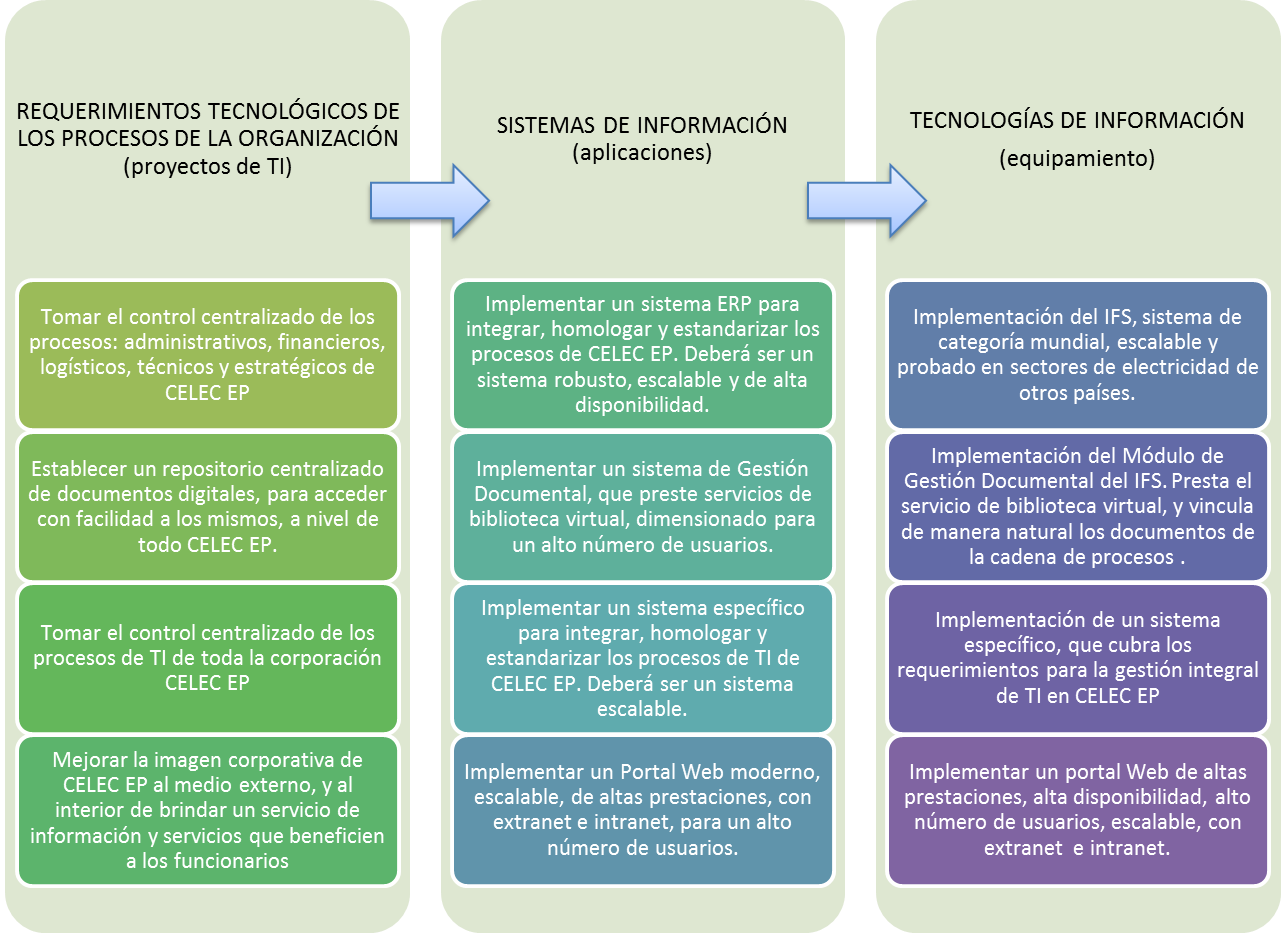 REQUERIMIENTOS TECNOLÓGICOS DE
LOS PROCESOS DE LA ORGANIZACIÓN
(proyectos de TI)
Tomar el control centralizado de los
procesos: administrativos, financieros,
logísticos, técnicos y estratégicos de
CELEC EP
Establecer un repositorio centralizado
de documentos digitales, para acceder
con facilidad a los mismos, a nivel de
todo CELEC EP.
Tomar el control centralizado de los
procesos de TI de toda la corporación
CELEC EP
Mejorar la imagen corporativa de
CELEC EP al medio externo, y al
interior de brindar un servicio de
información y servicios que beneficien
a los funcionarios
SISTEMAS DE INFORMACIÓN
(aplicaciones)
Implementar un sistema ERP para
integrar, homologar y estandarizar los
procesos de CELEC EP. Deberá ser un
sistema robusto, escalable y de alta
disponibilidad.
Implementar un sistema de Gestión
Documental, que preste servicios de
biblioteca virtual, dimensionado para
un alto número de usuarios.
Implementar un sistema específico
para integrar, homologar y
estandarizar los procesos de TI de
CELEC EP. Deberá ser un sistema
escalable.
Implementar un Portal Web moderno,
escalable, de altas prestaciones, con
extranet e intranet, para un alto
número de usuarios.
TECNOLOGÍAS DE INFORMACIÓN
(equipamiento)
Implementación del IFS, sistema de
categoría mundial, escalable y
probado en sectores de electricidad de
otros países.
Implementación del Módulo de
Gestión Documental del IFS. Presta el
servicio de biblioteca virtual, y vincula
de manera natural los documentos de
la cadena de procesos .
Implementación de un sistema
específico, que cubra los
requerimientos para la gestión integral
de TI en CELEC EP
Implementar un portal Web de altas
prestaciones, alta disponibilidad, alto
número de usuarios, escalable, con
extranet e intranet.